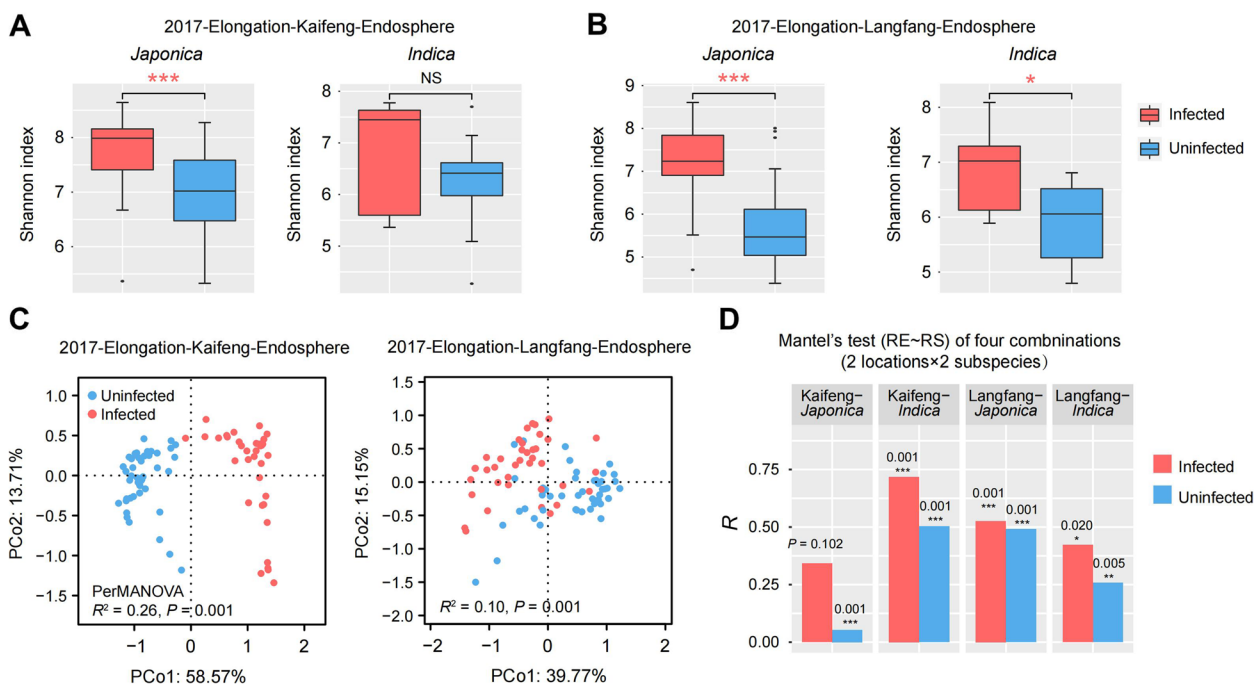 A
2017-Elongation-Kaifeng-Endosphere
Japonica
Indica
***
NS
Shannon index
8
7
6
Shannon index
8
7
6
5
B
2017-Elongation-Langfang-Endosphere
Japonica
Indica
***
*
Shannon index
9
8
7
6
5
Shannon index
8
7
6
5
Infected
Uninfected
C
2017-Elongation-Kaifeng-Endosphere
Uninfected
Infected
PCo2: 13.71%
1.0
0.5
0.0
−0.5
−1.0
−1.5
PerMANOVA
R² = 0.26, P = 0.001
−1
0
1
2
PCo1: 58.57%
2017-Elongation-Langfang-Endosphere
PCo2: 15.15%
1.5
1.0
0.5
0.0
−0.5
−1.0
−1.5
−2.0
R² = 0.10, P = 0.001
−2
−1
0
1
2
PCo1: 39.77%
D
Mantel's test (RE~RS) of four combninations
(2 locations×2 subspecies)
Kaifeng−
Japonica
Kaifeng−
Indica
Langfang−
Japonica
Langfang−
Indica
R
0.75
0.50
0.25
0.00
P = 0.102
0.001
***
0.001
***
0.001
***
0.001
***
0.001
***
0.020
*
0.005
**
Infected
Uninfected